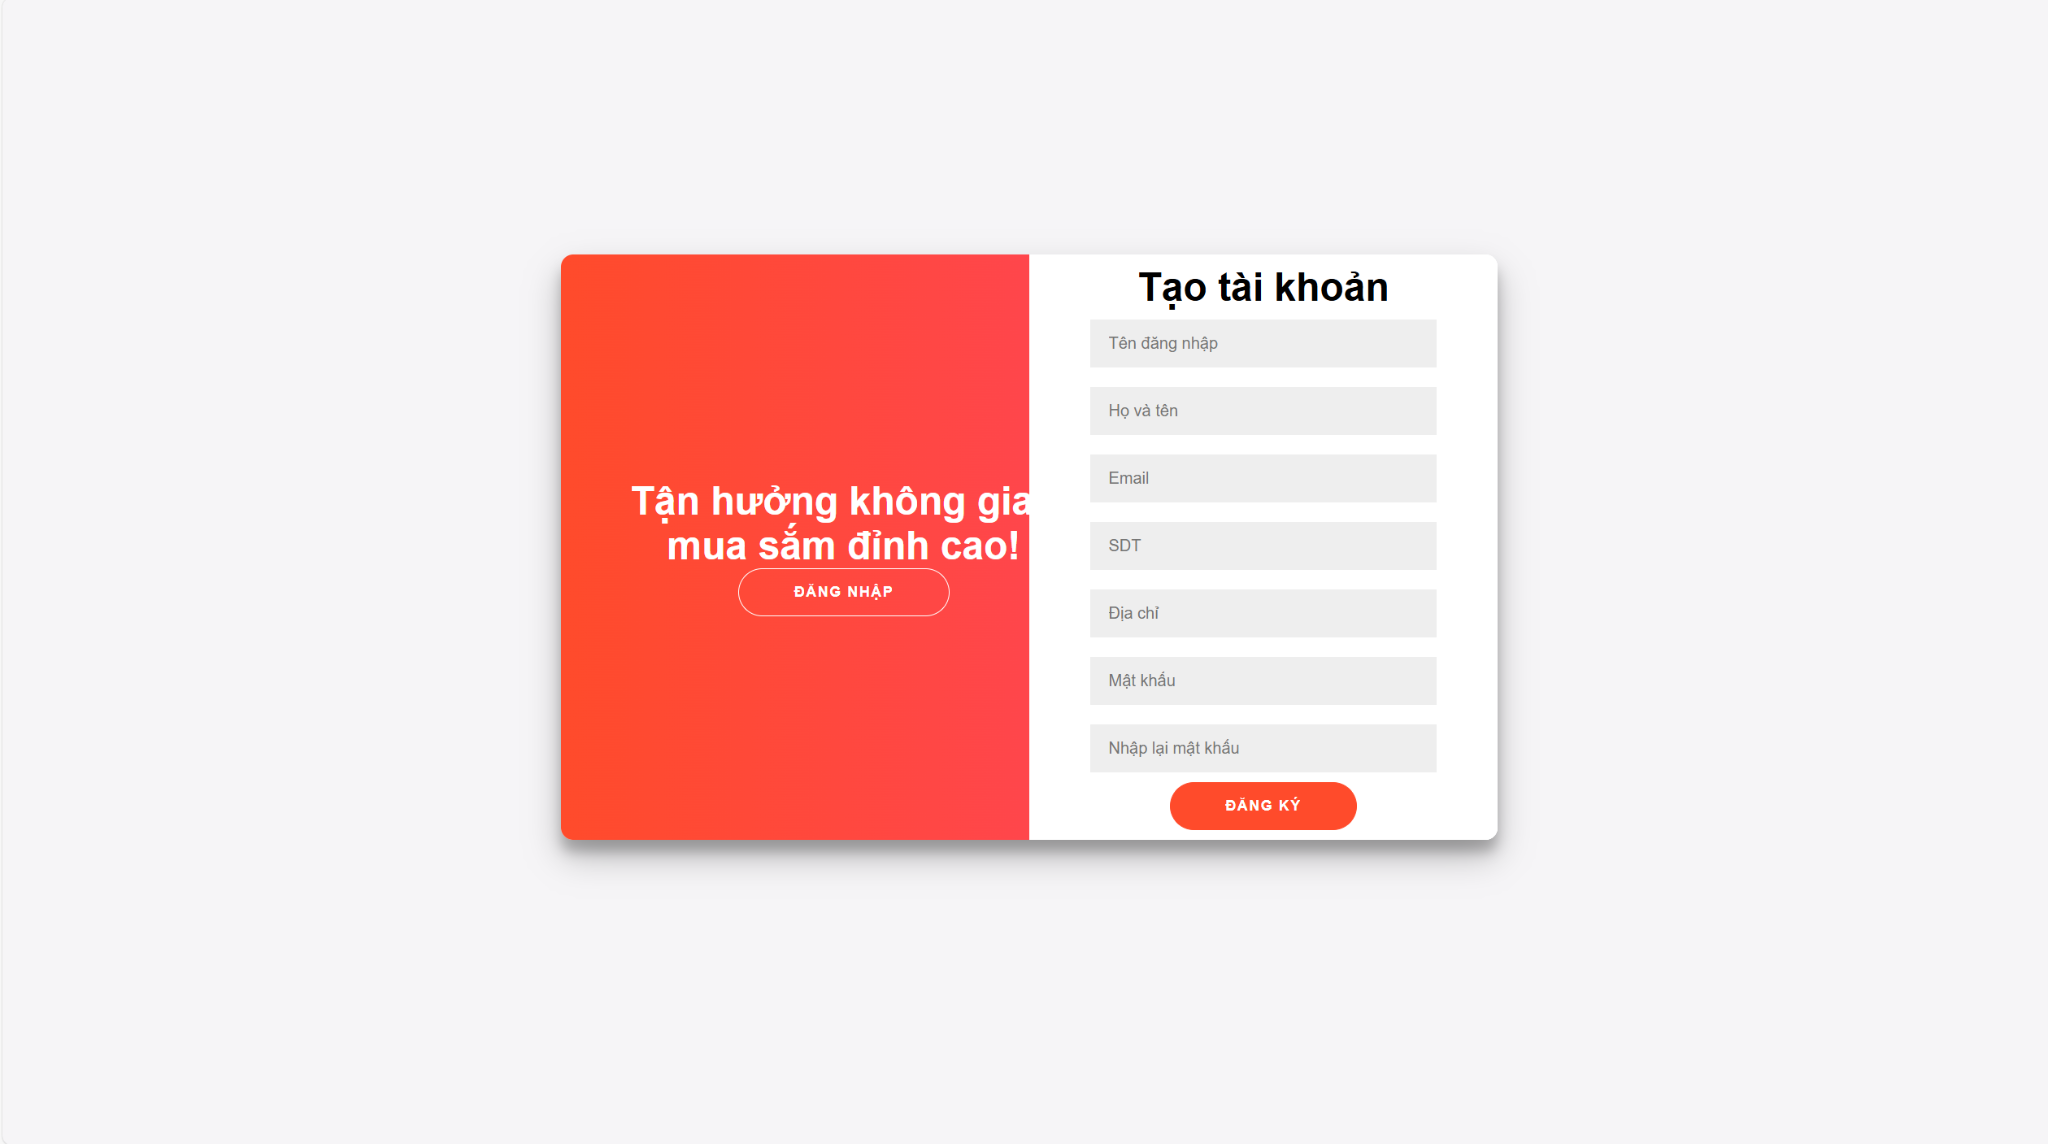 Tận hưởng không gia
mua sắm đỉnh cao!
ĐĂNG NHẬP
Tạo tài khoản
Tên đăng nhập
Họ và tên
Email
SDT
Địa chỉ
Mật khẩu
Nhập lại mật khẩu
ĐĂNG KÝ